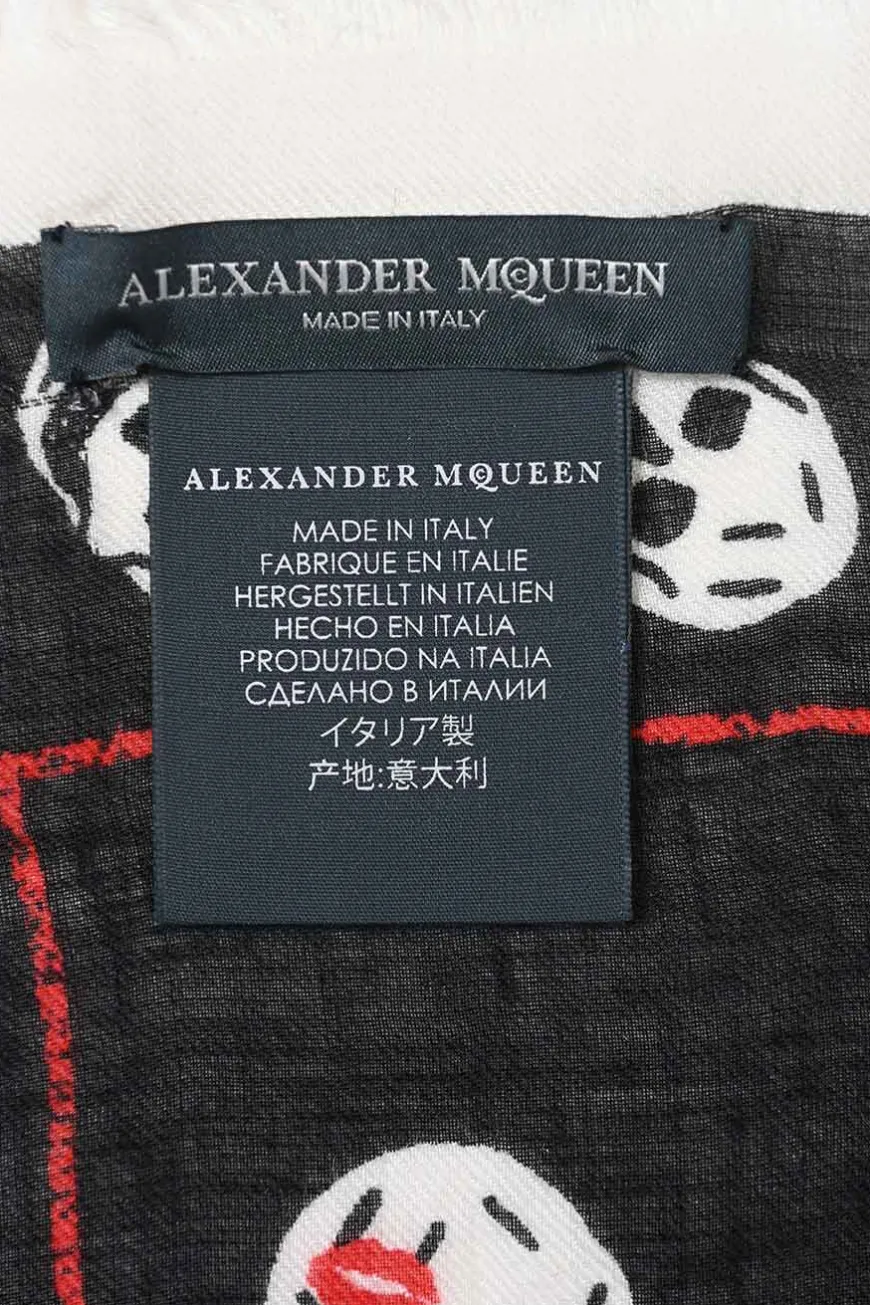 ALEXANDER MCQUEEN
MADE IN ITALY
ALEXANDER MCQUEEN
MADE IN ITALY
FABRIQUE EN ITALIE
HERGESTELLT IN ITALIEN
HECHO EN ITALIA
PRODUZIDO NA ITALIA
СДЕЛАНО В ИТАЛИИ
イタリア製
产地:意大利